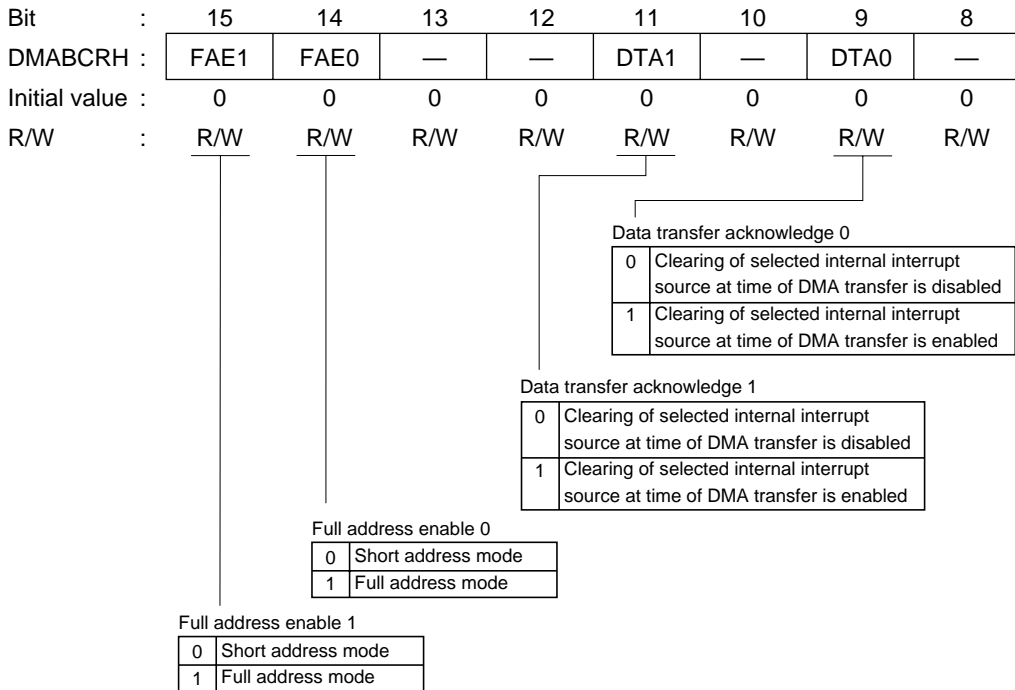 Bit : 15 14 13 12 11 10 9 8
DMABCRH : FAE1 FAE0 — — DTA1 — DTA0 —
Initial value : 0 0 0 0 0 0 0 0
R/W : R/W R/W R/W R/W R/W R/W R/W R/W
Data transfer acknowledge 0
0 Clearing of selected internal interrupt
source at time of DMA transfer is disabled
1 Clearing of selected internal interrupt
source at time of DMA transfer is enabled
Data transfer acknowledge 1
0 Clearing of selected internal interrupt
source at time of DMA transfer is disabled
1 Clearing of selected internal interrupt
source at time of DMA transfer is enabled
Full address enable 0
0 Short address mode
1 Full address mode
Full address enable 1
0 Short address mode
1 Full address mode